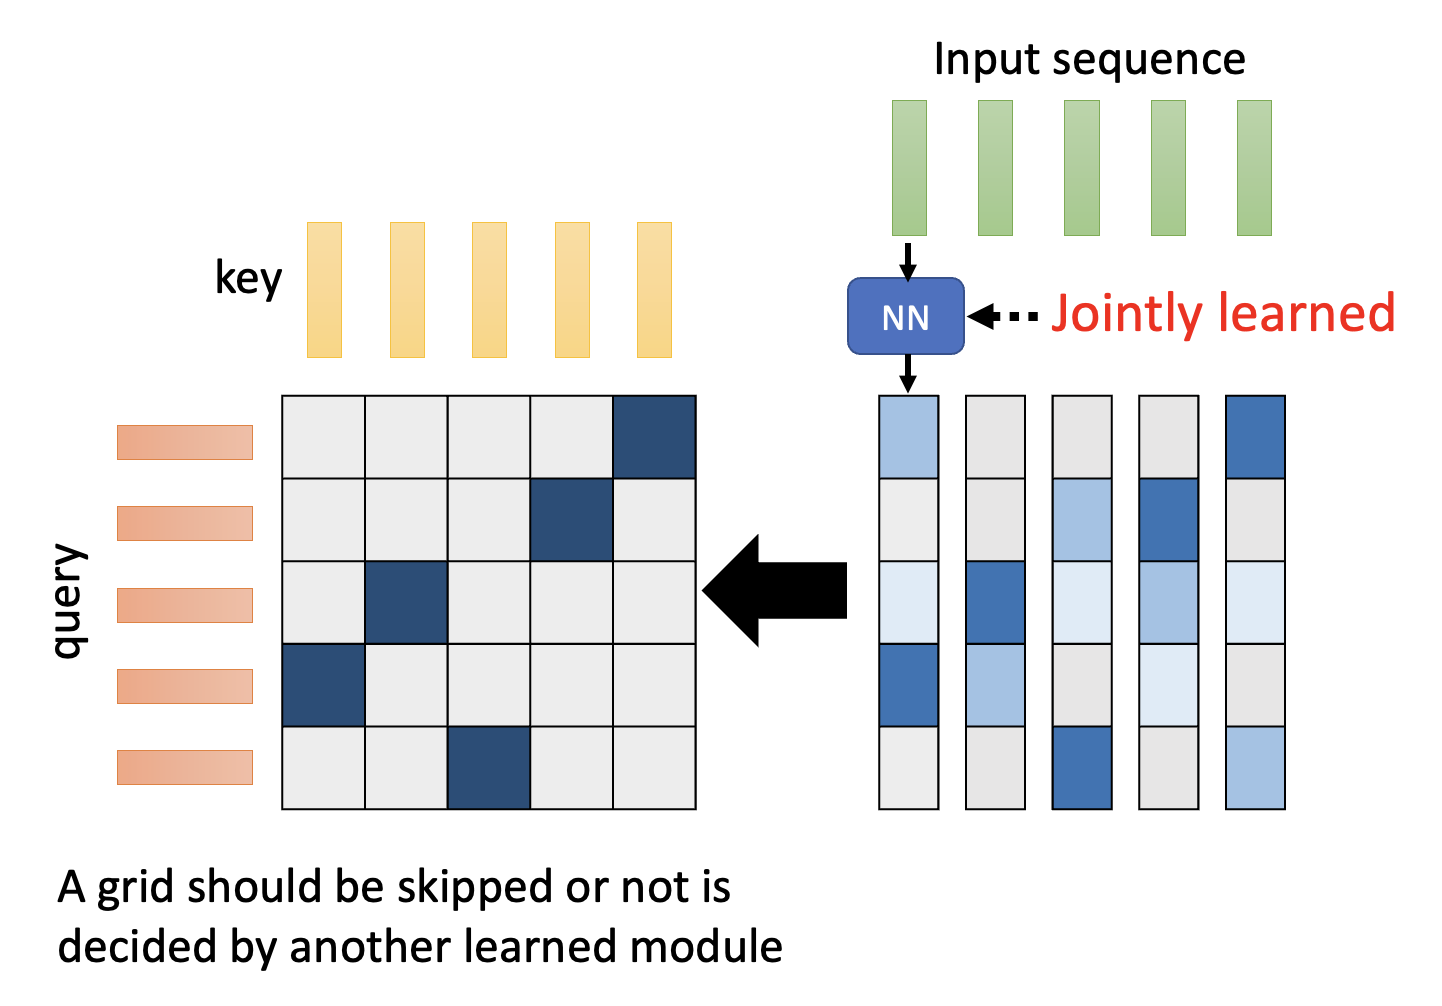 Input sequence
key
NN
Jointly learned
query
A grid should be skipped or not is
decided by another learned module